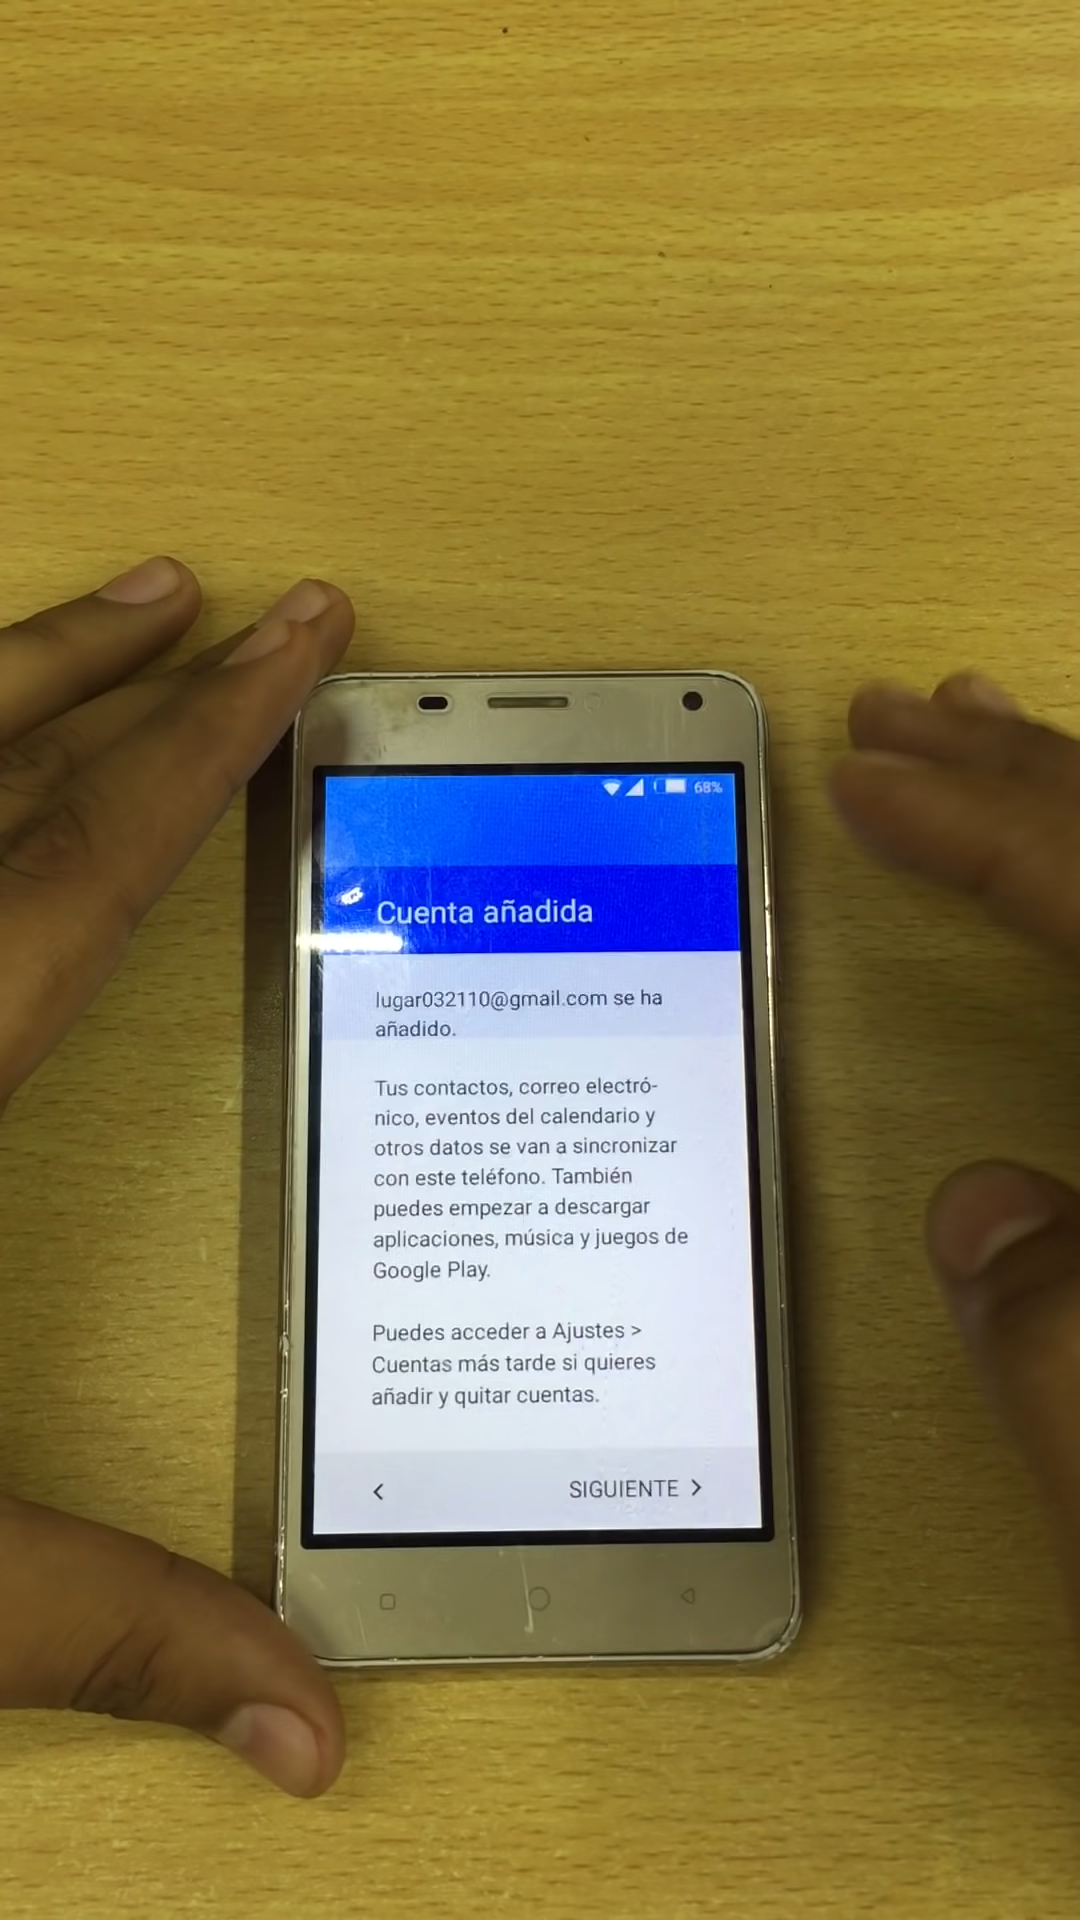 68%
Cuenta añadida
lugar032110@gmail.com se ha
añadido.
Tus contactos, correo electró-
nico, eventos del calendario y
otros datos se van a sincronizar
con este teléfono. También
puedes empezar a descargar
aplicaciones, música y juegos de
Google Play.
Puedes acceder a Ajustes >
Cuentas más tarde si quieres
añadir y quitar cuentas.
< SIGUIENTE >